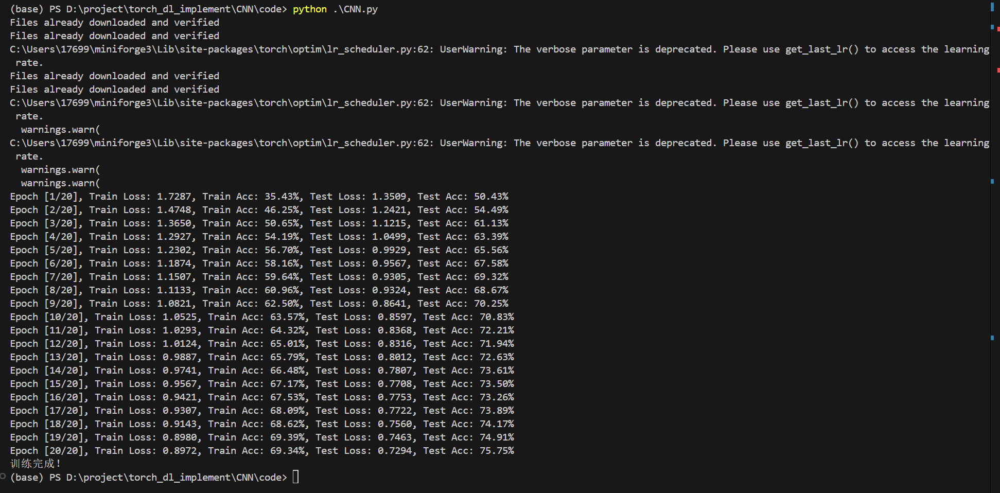 (base) PS D:\project\torch_dl_implement\CNN\code> python .\CNN.py
Files already downloaded and verified
Files already downloaded and verified
C:\Users\17699\miniforge3\Lib\site-packages\torch\optim\lr_scheduler.py:62: UserWarning: The verbose parameter is deprecated. Please use get_last_lr() to access the learning
 rate.
Files already downloaded and verified
Files already downloaded and verified
C:\Users\17699\miniforge3\Lib\site-packages\torch\optim\lr_scheduler.py:62: UserWarning: The verbose parameter is deprecated. Please use get_last_lr() to access the learning
 rate.
  warnings.warn(
C:\Users\17699\miniforge3\Lib\site-packages\torch\optim\lr_scheduler.py:62: UserWarning: The verbose parameter is deprecated. Please use get_last_lr() to access the learning
 rate.
  warnings.warn(
  warnings.warn(
Epoch [1/20], Train Loss: 1.7287, Train Acc: 35.43%, Test Loss: 1.3509, Test Acc: 50.43%
Epoch [2/20], Train Loss: 1.4748, Train Acc: 46.25%, Test Loss: 1.2421, Test Acc: 54.49%
Epoch [3/20], Train Loss: 1.3650, Train Acc: 50.65%, Test Loss: 1.1215, Test Acc: 61.13%
Epoch [4/20], Train Loss: 1.2927, Train Acc: 54.19%, Test Loss: 1.0499, Test Acc: 63.39%
Epoch [5/20], Train Loss: 1.2302, Train Acc: 56.70%, Test Loss: 0.9929, Test Acc: 65.56%
Epoch [6/20], Train Loss: 1.1874, Train Acc: 58.16%, Test Loss: 0.9567, Test Acc: 67.58%
Epoch [7/20], Train Loss: 1.1507, Train Acc: 59.64%, Test Loss: 0.9305, Test Acc: 69.32%
Epoch [8/20], Train Loss: 1.1133, Train Acc: 60.96%, Test Loss: 0.9324, Test Acc: 68.67%
Epoch [9/20], Train Loss: 1.0821, Train Acc: 62.50%, Test Loss: 0.8641, Test Acc: 70.25%
Epoch [10/20], Train Loss: 1.0525, Train Acc: 63.57%, Test Loss: 0.8597, Test Acc: 70.83%
Epoch [11/20], Train Loss: 1.0293, Train Acc: 64.32%, Test Loss: 0.8368, Test Acc: 72.21%
Epoch [12/20], Train Loss: 1.0124, Train Acc: 65.01%, Test Loss: 0.8316, Test Acc: 71.94%
Epoch [13/20], Train Loss: 0.9887, Train Acc: 65.79%, Test Loss: 0.8012, Test Acc: 72.63%
Epoch [14/20], Train Loss: 0.9741, Train Acc: 66.48%, Test Loss: 0.7807, Test Acc: 73.61%
Epoch [15/20], Train Loss: 0.9567, Train Acc: 67.17%, Test Loss: 0.7708, Test Acc: 73.50%
Epoch [16/20], Train Loss: 0.9421, Train Acc: 67.53%, Test Loss: 0.7753, Test Acc: 73.26%
Epoch [17/20], Train Loss: 0.9307, Train Acc: 68.09%, Test Loss: 0.7722, Test Acc: 73.89%
Epoch [18/20], Train Loss: 0.9143, Train Acc: 68.62%, Test Loss: 0.7560, Test Acc: 74.17%
Epoch [19/20], Train Loss: 0.8980, Train Acc: 69.39%, Test Loss: 0.7463, Test Acc: 74.91%
Epoch [20/20], Train Loss: 0.8972, Train Acc: 69.34%, Test Loss: 0.7294, Test Acc: 75.75%
训练完成！
(base) PS D:\project\torch_dl_implement\CNN\code>